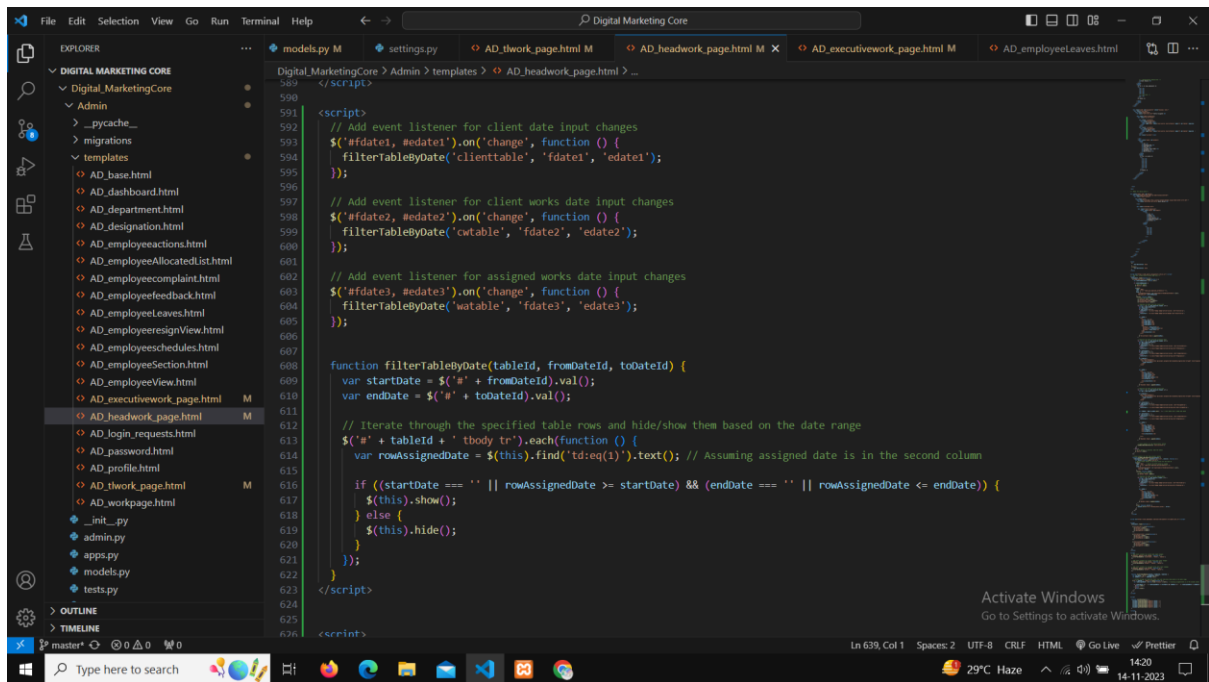 File Edit Selection View Go Run Terminal Help
Digital Marketing Core
EXPLORER
models.py M
settings.py
AD_tlwork_page.html M
AD_headwork_page.html M
AD_executivework_page.html M
AD_employeeLeaves.html
Digital_MarketingCore > Admin > templates > AD_headwork_page.html > ...
DIGITAL MARKETING CORE
Digital_MarketingCore
Admin
__pycache__
migrations
templates
AD_base.html
AD_dashboard.html
AD_department.html
AD_designation.html
AD_employeeactions.html
AD_employeeAllocatedList.html
AD_employeecomplaint.html
AD_employeefeedback.html
AD_employeeLeaves.html
AD_employeeresignView.html
AD_employeeschedules.html
AD_employeeSection.html
AD_employeeView.html
AD_executivework_page.html M
AD_headwork_page.html M
AD_login_requests.html
AD_password.html
AD_profile.html
AD_tlwork_page.html M
AD_workpage.html
__init__.py
admin.py
apps.py
models.py
tests.py
OUTLINE
TIMELINE
8
589 </script>
590
591 <script>
592 // Add event listener for client date input changes
593 $('#fdate1, #edate1').on('change', function () {
594 filterTableByDate('clienttable', 'fdate1', 'edate1');
595 });
596
597 // Add event listener for client works date input changes
598 $('#fdate2, #edate2').on('change', function () {
599 filterTableByDate('cwtable', 'fdate2', 'edate2');
600 });
601
602 // Add event listener for assigned works date input changes
603 $('#fdate3, #edate3').on('change', function () {
604 filterTableByDate('watable', 'fdate3', 'edate3');
605 });
606
607
608 function filterTableByDate(tableId, fromDateId, toDateId) {
609 var startDate = $('#' + fromDateId).val();
610 var endDate = $('#' + toDateId).val();
611
612 // Iterate through the specified table rows and hide/show them based on the date range
613 $('#' + tableId + ' tbody tr').each(function () {
614 var rowAssignedDate = $(this).find('td:eq(1)').text(); // Assuming assigned date is in the second column
615
616 if ((startDate === '' || rowAssignedDate >= startDate) && (endDate === '' || rowAssignedDate <= endDate)) {
617 $(this).show();
618 } else {
619 $(this).hide();
620 }
621 });
622 }
623 </script>
624
625
626 <script>
Activate Windows
Go to Settings to activate Windows.
master* 0 0 0 Ln 639, Col 1 Spaces: 2 UTF-8 CRLF HTML Go Live Prettier
Type here to search
29°C Haze
14:20
14-11-2023